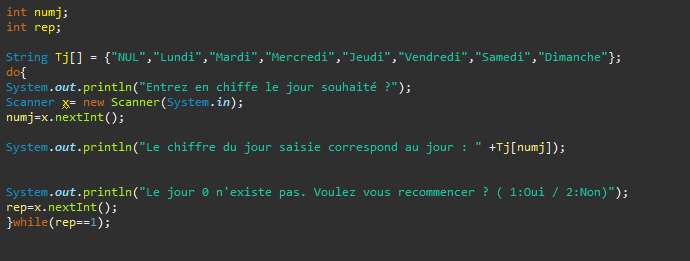 int numj;
int rep;
String Tj[] = {"NUL","Lundi","Mardi","Mercredi","Jeudi","Vendredi","Samedi","Dimanche"};
do{
System.out.println("Entrez en chiffe le jour souhaité ?");
Scanner x= new Scanner(System.in);
numj=x.nextInt();
System.out.println("Le chiffre du jour saisie correspond au jour : " +Tj[numj]);
System.out.println("Le jour 0 n'existe pas. Voulez vous recommencer ? ( 1:Oui / 2:Non)");
rep=x.nextInt();
}while(rep==1);